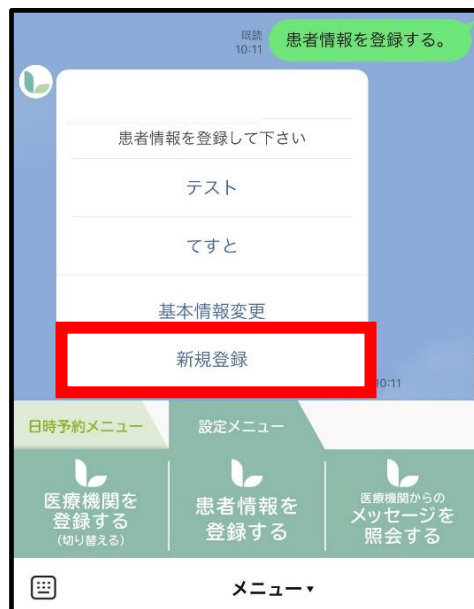 既読
10:11
患者情報を登録する。
患者情報を登録して下さい
テスト
てすと
基本情報変更
新規登録
10:11
日時予約メニュー
設定メニュー
医療機関を
登録する
(切り替える)
患者情報を
登録する
医療機関からの
メッセージを
照会する
メニュー▾